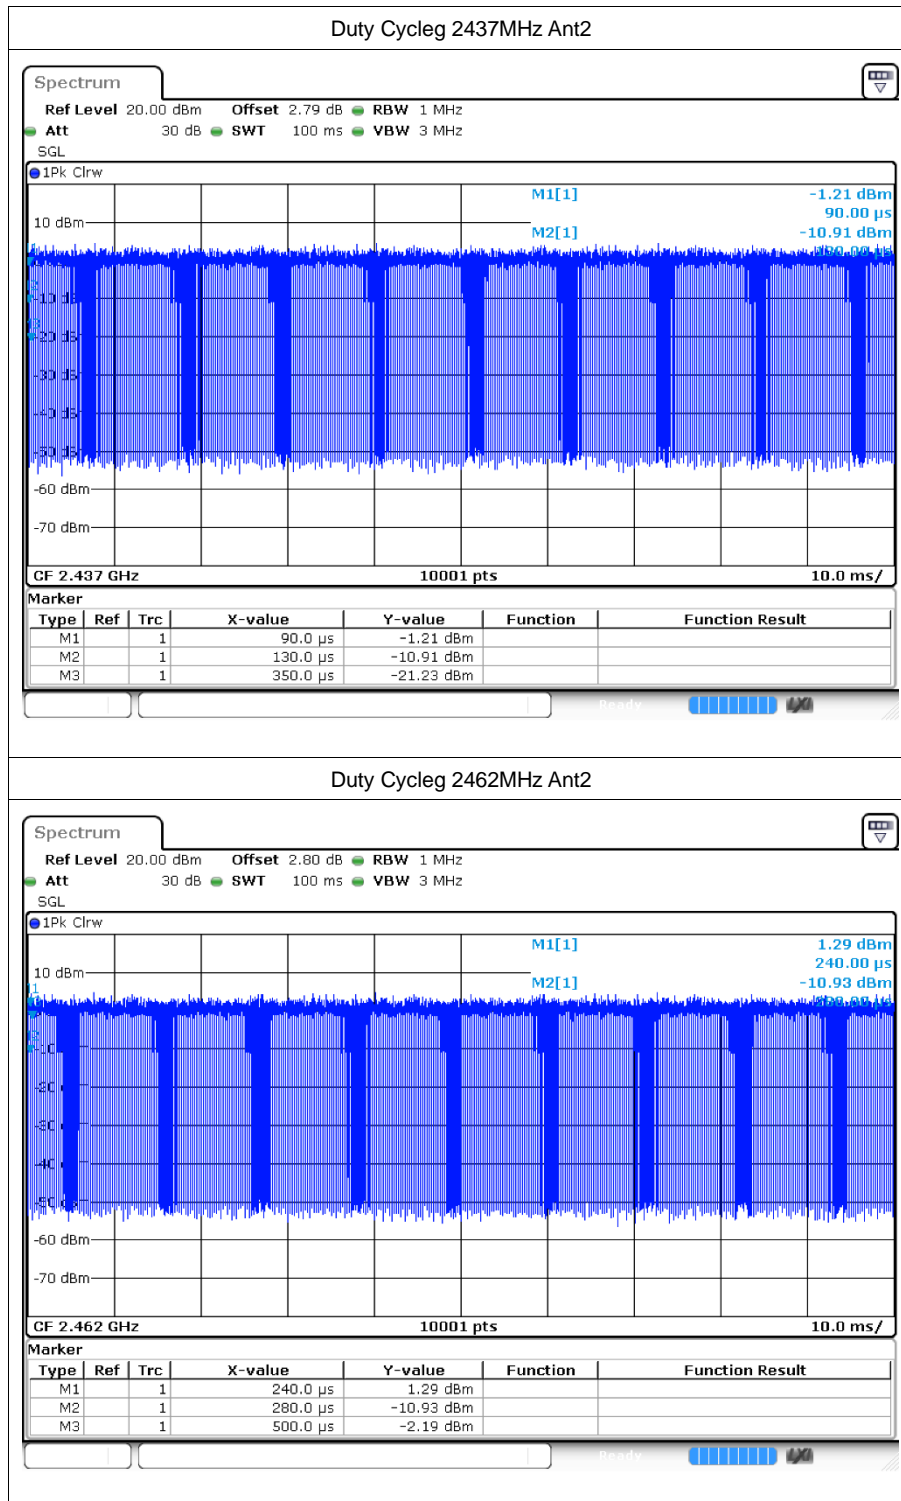 Duty Cycleg 2437MHz Ant2
Spectrum
Ref Level 20.00 dBm Offset 2.79 dB RBW 1 MHz
Att 30 dB SWT 100 ms VBW 3 MHz
SGL
1Pk Clrw
M1[1] -1.21 dBm
90.00 µs
10 dBm
M2[1] -10.91 dBm
-60 dBm
-70 dBm
CF 2.437 GHz 10001 pts 10.0 ms/
Marker
Type Ref Trc X-value Y-value Function Function Result
M1 1 90.0 µs -1.21 dBm
M2 1 130.0 µs -10.91 dBm
M3 1 350.0 µs -21.23 dBm
Ready
Duty Cycleg 2462MHz Ant2
Spectrum
Ref Level 20.00 dBm Offset 2.80 dB RBW 1 MHz
Att 30 dB SWT 100 ms VBW 3 MHz
SGL
1Pk Clrw
M1[1] 1.29 dBm
240.00 µs
10 dBm
M2[1] -10.93 dBm
-60 dBm
-70 dBm
CF 2.462 GHz 10001 pts 10.0 ms/
Marker
Type Ref Trc X-value Y-value Function Function Result
M1 1 240.0 µs 1.29 dBm
M2 1 280.0 µs -10.93 dBm
M3 1 500.0 µs -2.19 dBm
Ready